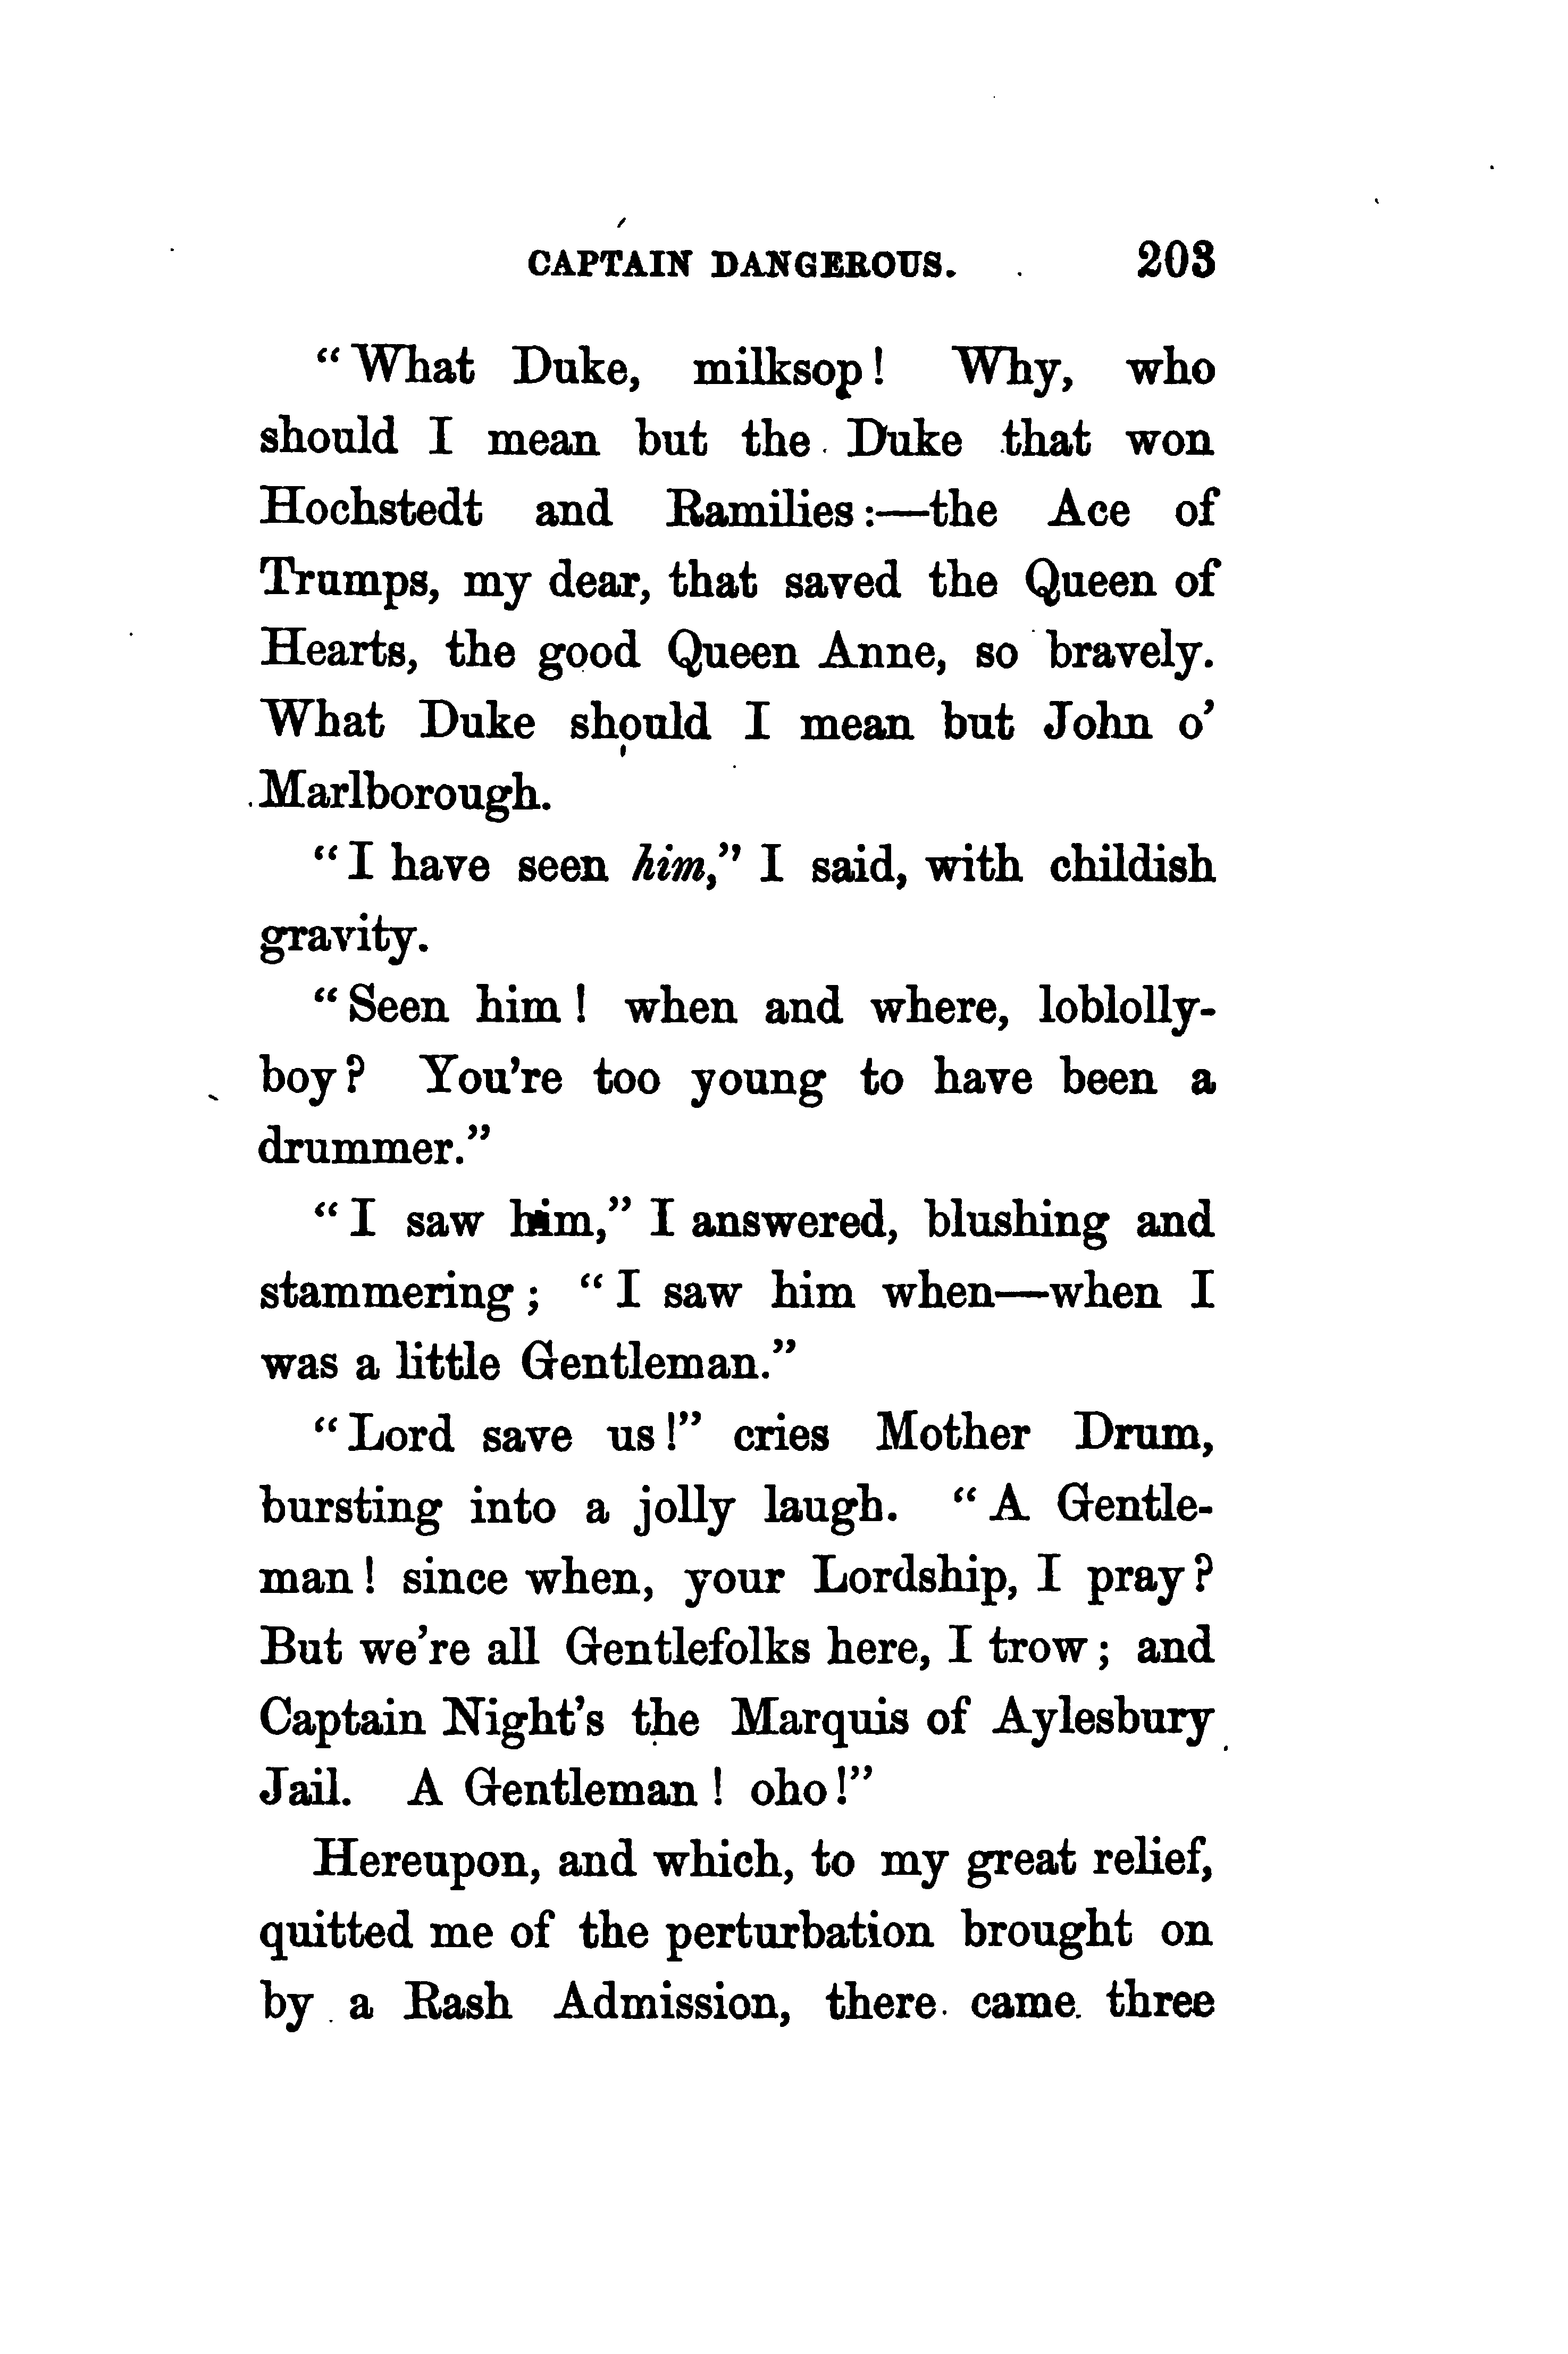 CAPTAIN DANGEROUS. 203
“What Duke, milksop! Why, who
should I mean but the Duke that won
Hochstedt and Ramilies:—the Ace of
Trumps, my dear, that saved the Queen of
Hearts, the good Queen Anne, so bravely.
What Duke should I mean but John o’
Marlborough.
“I have seen him,” I said, with childish
gravity.
“Seen him! when and where, loblolly-
boy? You’re too young to have been a
drummer.”
“I saw him,” I answered, blushing and
stammering; “I saw him when—when I
was a little Gentleman.”
“Lord save us!” cries Mother Drum,
bursting into a jolly laugh. “A Gentle-
man! since when, your Lordship, I pray?
But we’re all Gentlefolks here, I trow; and
Captain Night’s the Marquis of Aylesbury
Jail. A Gentleman! oho!”
Hereupon, and which, to my great relief,
quitted me of the perturbation brought on
by a Rash Admission, there came three